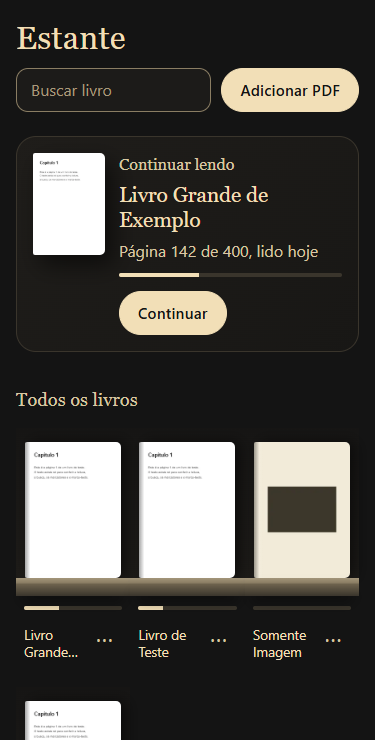 Estante
Buscar livro
Adicionar PDF
Capítulo 1
Continuar lendo
Livro Grande de
Exemplo
Página 142 de 400, lido hoje
Continuar
Todos os livros
Capítulo 1
Capítulo 1
Livro
Grande...
...
Livro de
Teste
...
Somente
Imagem
...
Capítulo 1